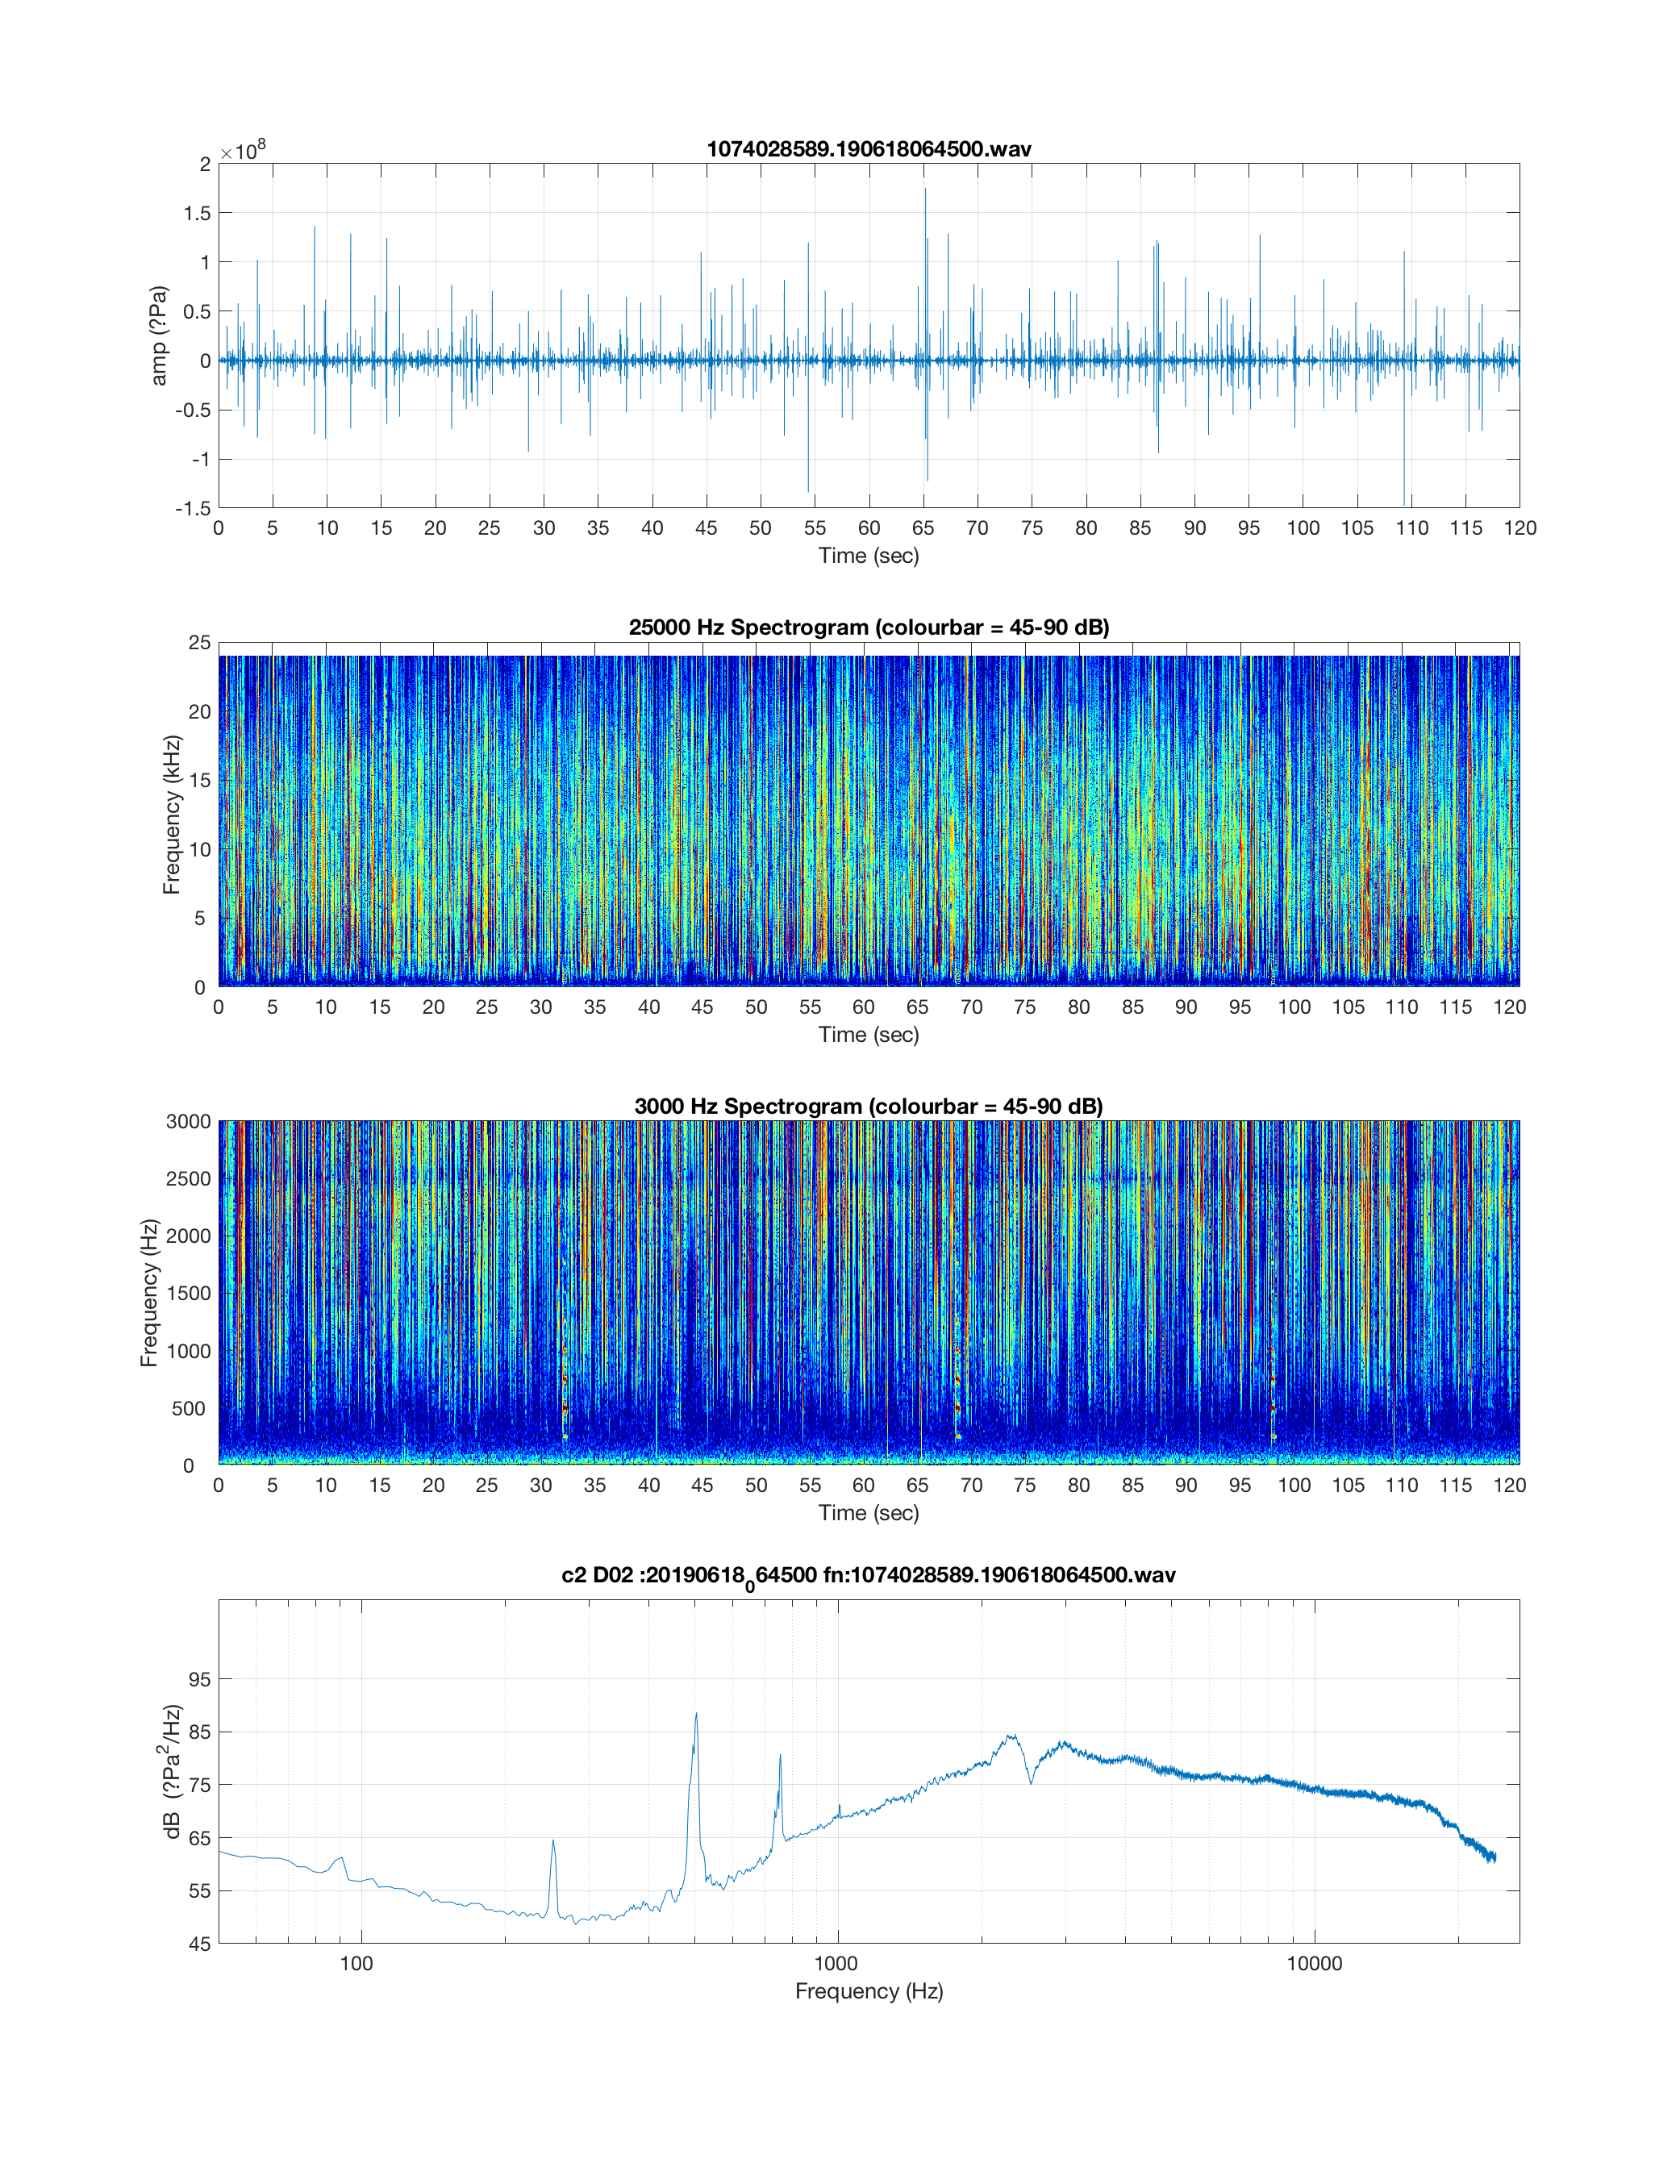 1074028589.190618064500.wav
×10⁸
2
1.5
1
0.5
0
-0.5
-1
-1.5
amp (?Pa)
0 5 10 15 20 25 30 35 40 45 50 55 60 65 70 75 80 85 90 95 100 105 110 115 120
Time (sec)
25000 Hz Spectrogram (colourbar = 45-90 dB)
25
20
15
10
5
0
Frequency (kHz)
0 5 10 15 20 25 30 35 40 45 50 55 60 65 70 75 80 85 90 95 100 105 110 115 120
Time (sec)
3000 Hz Spectrogram (colourbar = 45-90 dB)
3000
2500
2000
1500
1000
500
0
Frequency (Hz)
0 5 10 15 20 25 30 35 40 45 50 55 60 65 70 75 80 85 90 95 100 105 110 115 120
Time (sec)
c2 D02 :20190618₀64500 fn:1074028589.190618064500.wav
95
85
75
65
55
45
dB (?Pa²/Hz)
100 1000 10000
Frequency (Hz)